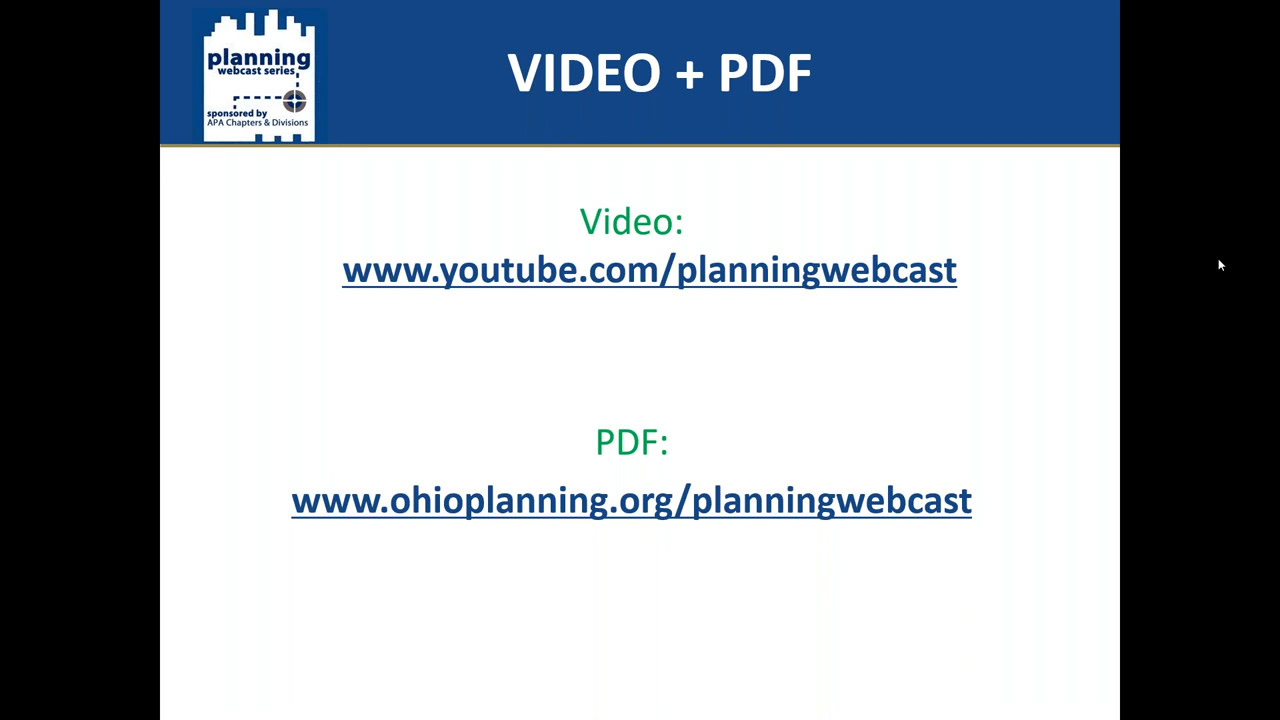 planning
webcast series
sponsored by
APA Chapters & Divisions
VIDEO + PDF
Video:
www.youtube.com/planningwebcast
PDF:
www.ohioplanning.org/planningwebcast